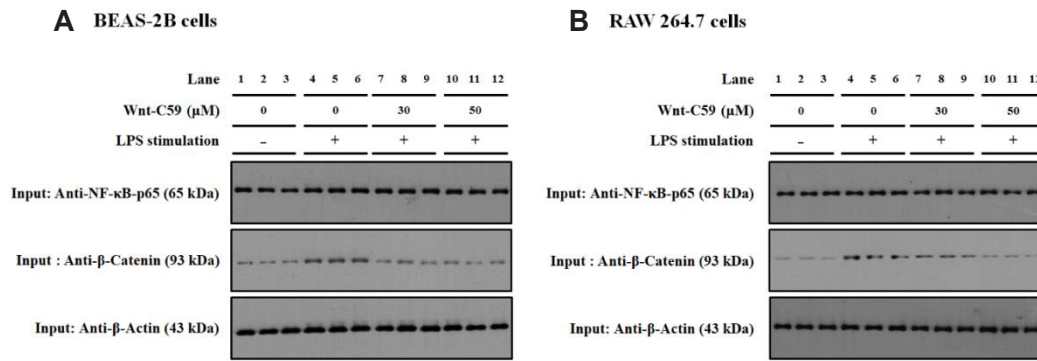 A BEAS-2B cells
Lane 1 2 3 4 5 6 7 8 9 10 11 12
Wnt-C59 (µM) 0 0 30 50
LPS stimulation – + + +
Input: Anti-NF-κB-p65 (65 kDa)
Input : Anti-β-Catenin (93 kDa)
Input: Anti-β-Actin (43 kDa)
B RAW 264.7 cells
Lane 1 2 3 4 5 6 7 8 9 10 11 12
Wnt-C59 (µM) 0 0 30 50
LPS stimulation – + + +
Input: Anti-NF-κB-p65 (65 kDa)
Input : Anti-β-Catenin (93 kDa)
Input: Anti-β-Actin (43 kDa)